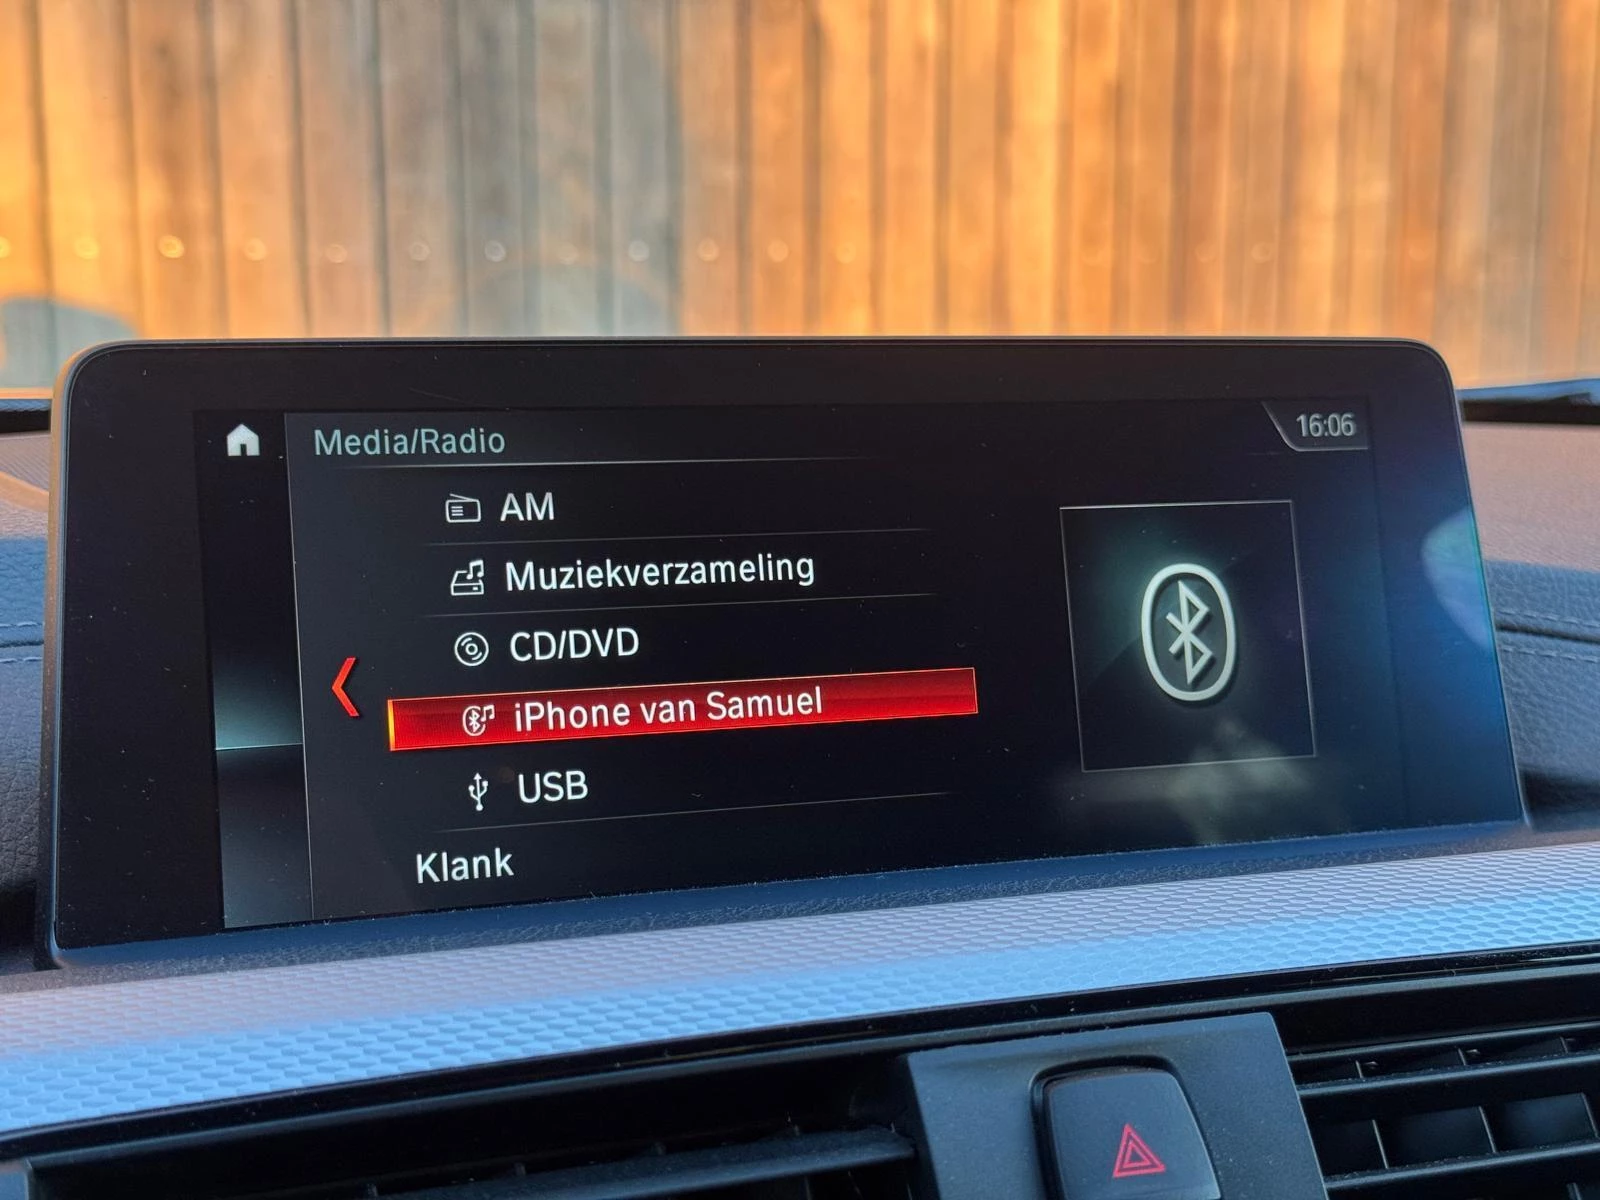 Media/Radio
16:06
AM
Muziekverzameling
CD/DVD
iPhone van Samuel
USB
Klank